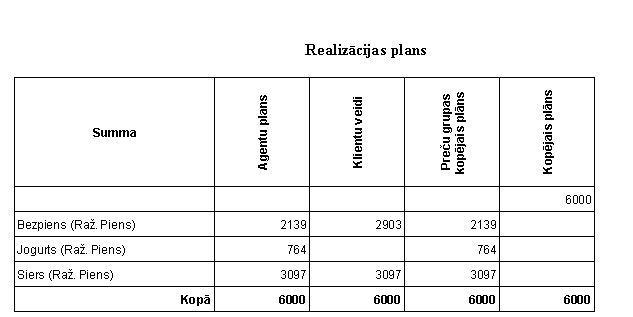 Realizācijas plans
Summa Agentu plans Klientu veidi Preču grupas kopējais plāns Kopējais plāns
6000
Bezpiens (Raž. Piens) 2139 2903 2139
Jogurts (Raž. Piens) 764 764
Siers (Raž. Piens) 3097 3097 3097
Kopā 6000 6000 6000 6000